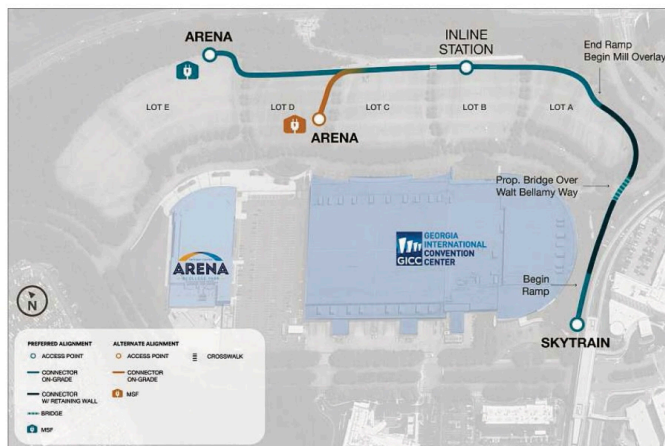 ARENA
INLINE
STATION
End Ramp
Begin Mill Overlay
LOT E
LOT D
LOT C
LOT B
LOT A
ARENA
Prop. Bridge Over
Walt Bellamy Way
ARENA
GICC
GEORGIA
INTERNATIONAL
CONVENTION
CENTER
Begin
Ramp
N
SKYTRAIN
PREFERRED ALIGNMENT
ACCESS POINT
CONNECTOR
ON-GRADE
CONNECTOR
W/ RETAINING WALL
BRIDGE
MSF
ALTERNATE ALIGNMENT
ACCESS POINT
CONNECTOR
ON-GRADE
MSF
CROSSWALK